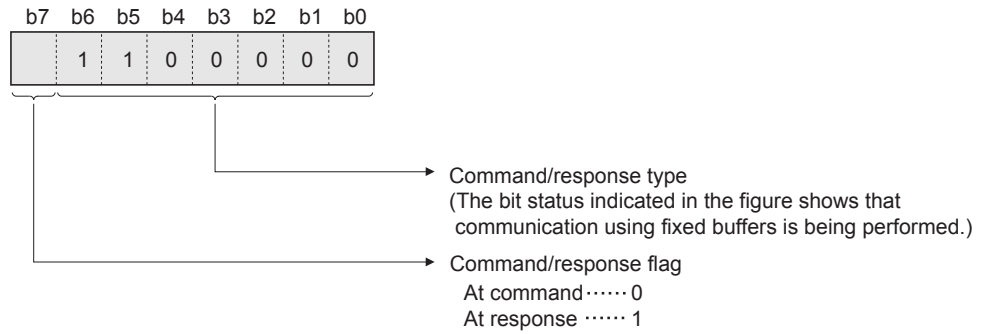 b7 b6 b5 b4 b3 b2 b1 b0
1 1 0 0 0 0 0
Command/response type
(The bit status indicated in the figure shows that
communication using fixed buffers is being performed.)
Command/response flag
At command ⋯⋯ 0
At response ⋯⋯ 1